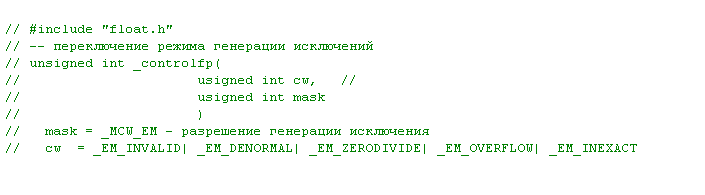 // #include "float.h"
// -- переключение режима генерации исключений
// unsigned int _controlfp(
// usigned int cw, //
// usigned int mask
// )
// mask = _MCW_EM - разрешение генерации исключения
// cw = _EM_INVALID| _EM_DENORMAL| _EM_ZERODIVIDE| _EM_OVERFLOW| _EM_INEXACT